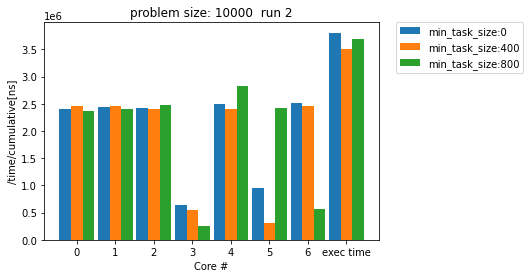 problem size: 10000  run 2
1e6
/time/cumulative[ns]
3.5
3.0
2.5
2.0
1.5
1.0
0.5
0.0
0 1 2 3 4 5 6 exec time
Core #
min_task_size:0
min_task_size:400
min_task_size:800